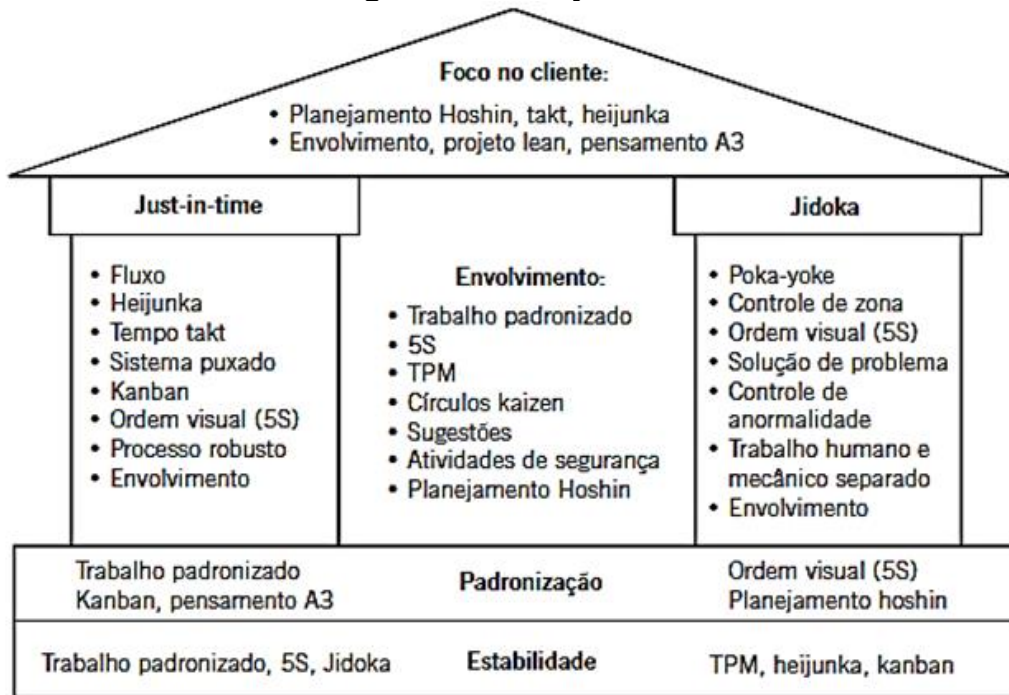 Foco no cliente:
• Planejamento Hoshin, takt, heijunka
• Envolvimento, projeto lean, pensamento A3
Just-in-time
• Fluxo
• Heijunka
• Tempo takt
• Sistema puxado
• Kanban
• Ordem visual (5S)
• Processo robusto
• Envolvimento
Envolvimento:
• Trabalho padronizado
• 5S
• TPM
• Círculos kaizen
• Sugestões
• Atividades de segurança
• Planejamento Hoshin
Jidoka
• Poka-yoke
• Controle de zona
• Ordem visual (5S)
• Solução de problema
• Controle de
anormalidade
• Trabalho humano e
mecânico separado
• Envolvimento
Trabalho padronizado
Kanban, pensamento A3
Padronização
Ordem visual (5S)
Planejamento hoshin
Trabalho padronizado, 5S, Jidoka
Estabilidade
TPM, heijunka, kanban